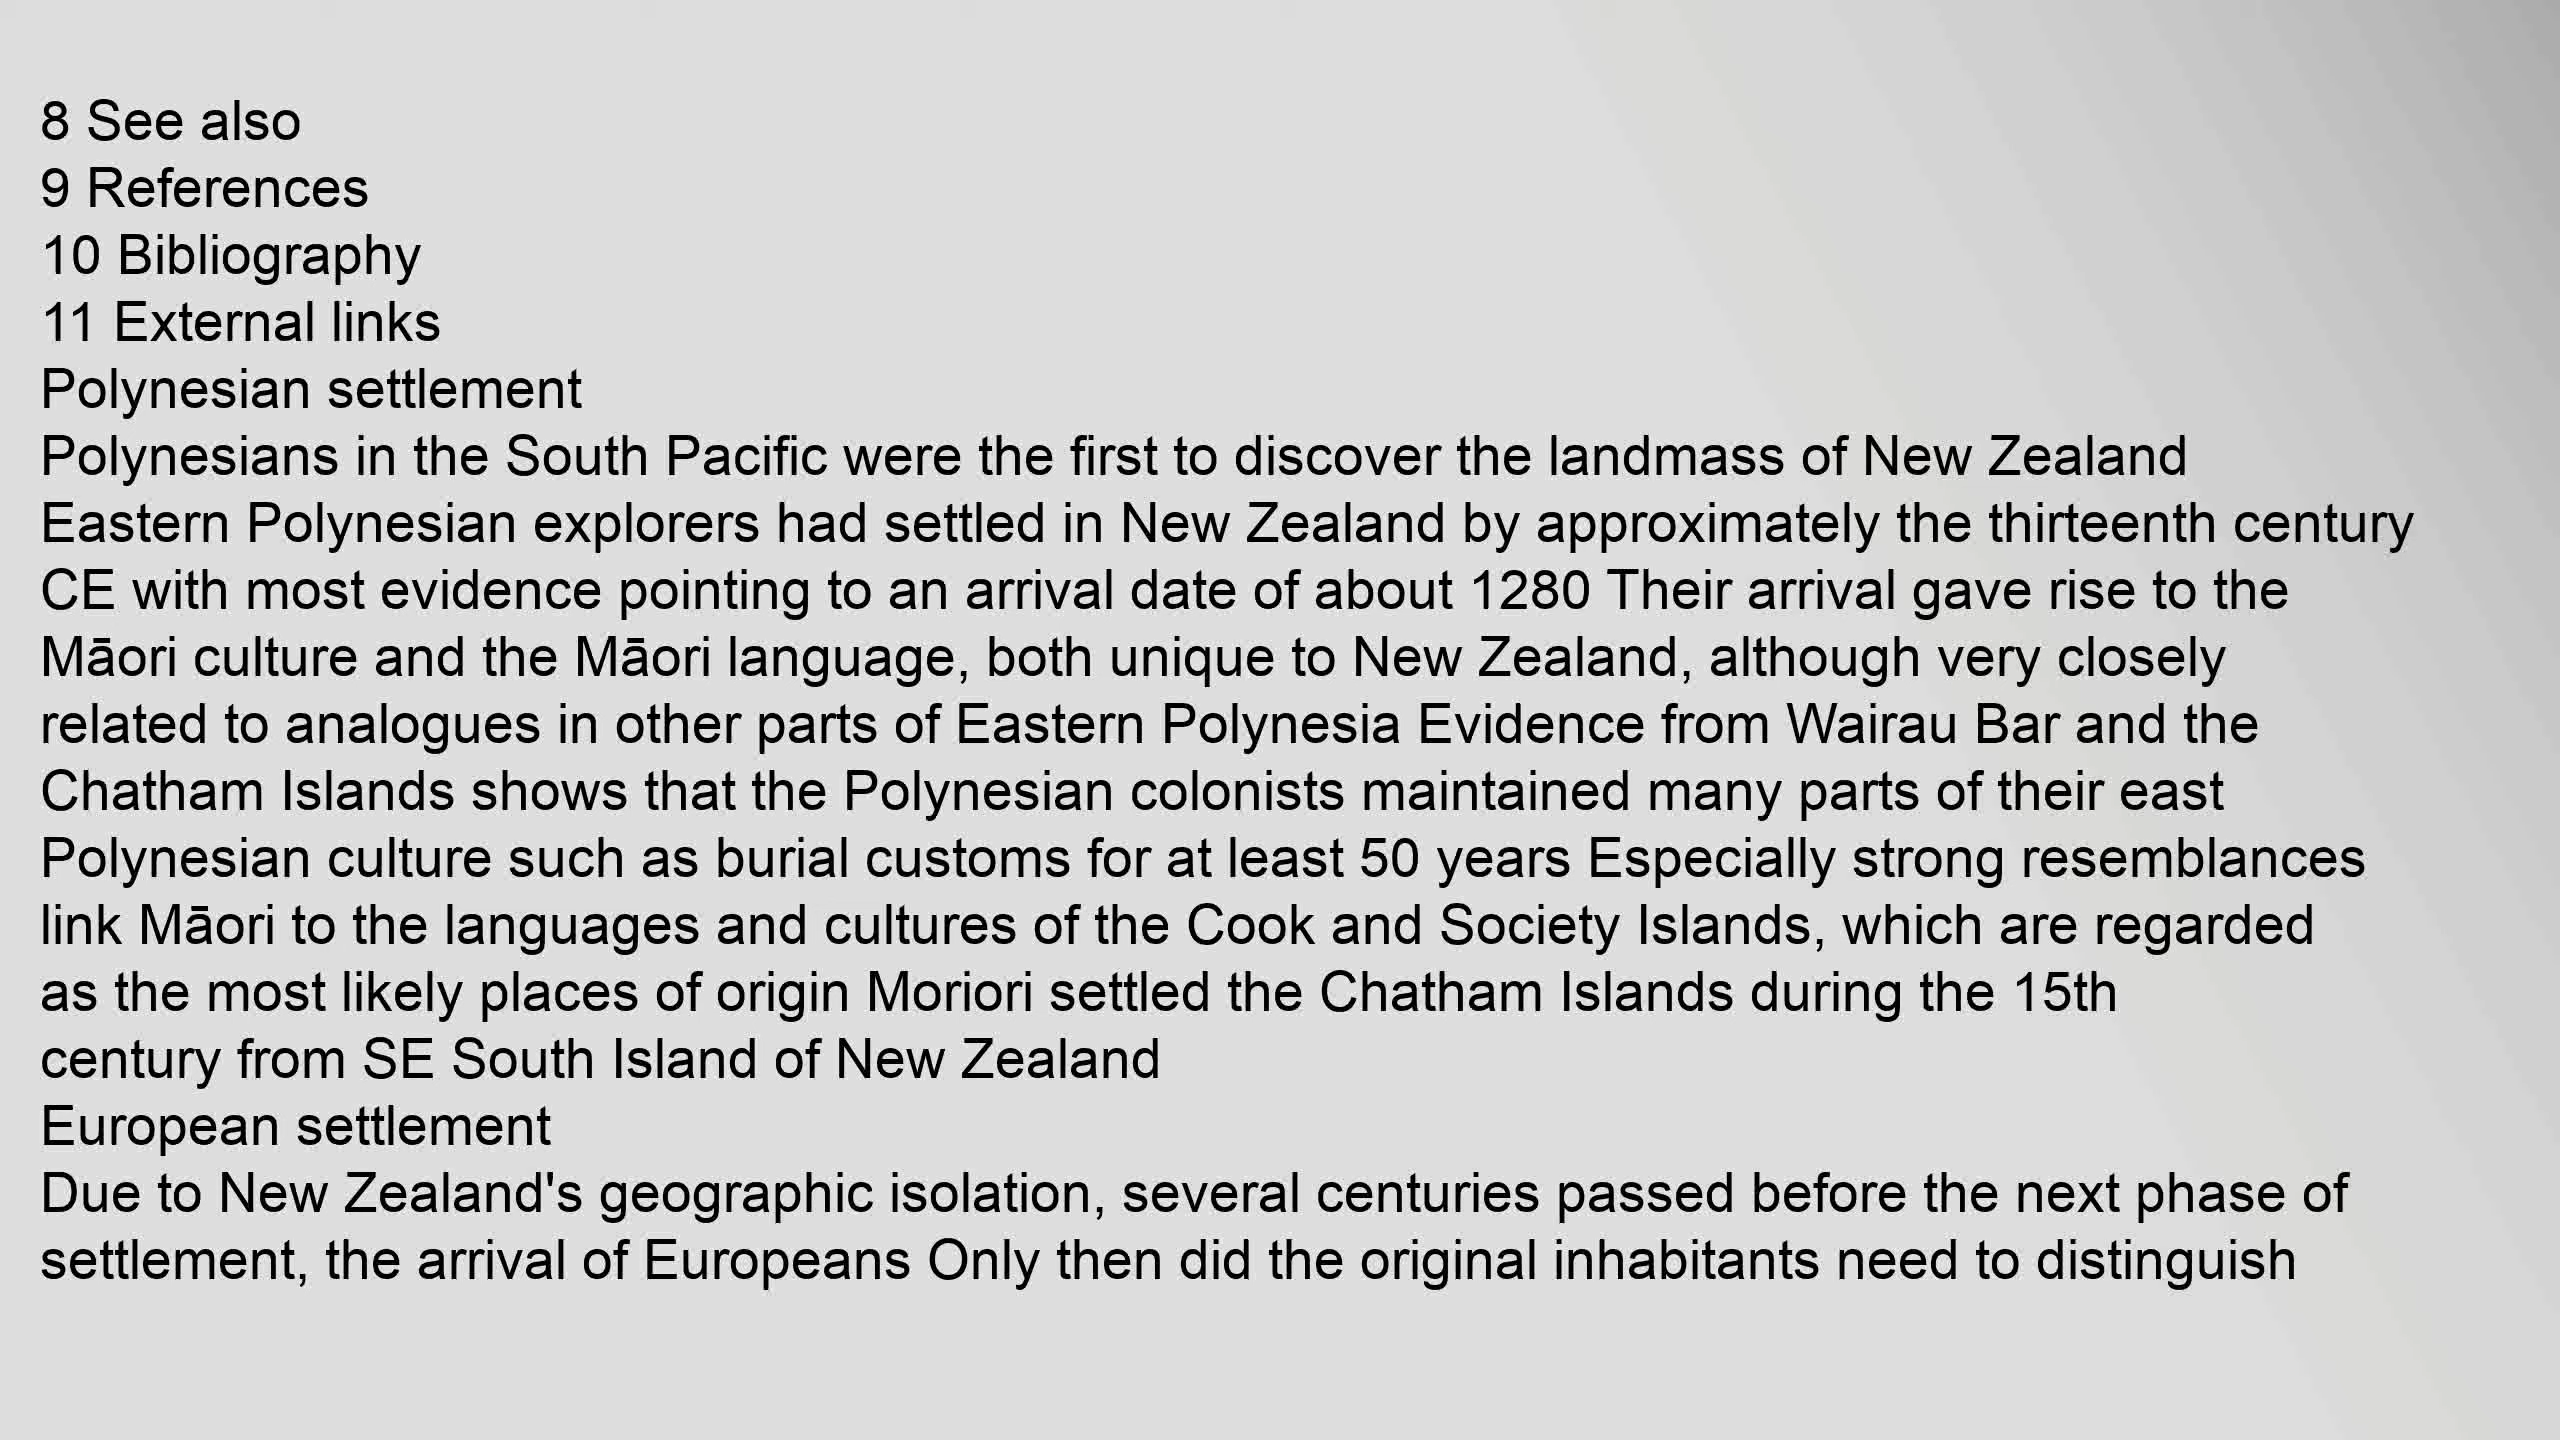 8 See also
9 References
10 Bibliography
11 External links
Polynesian settlement
Polynesians in the South Pacific were the first to discover the landmass of New Zealand
Eastern Polynesian explorers had settled in New Zealand by approximately the thirteenth century
CE with most evidence pointing to an arrival date of about 1280 Their arrival gave rise to the
Māori culture and the Māori language, both unique to New Zealand, although very closely
related to analogues in other parts of Eastern Polynesia Evidence from Wairau Bar and the
Chatham Islands shows that the Polynesian colonists maintained many parts of their east
Polynesian culture such as burial customs for at least 50 years Especially strong resemblances
link Māori to the languages and cultures of the Cook and Society Islands, which are regarded
as the most likely places of origin Moriori settled the Chatham Islands during the 15th
century from SE South Island of New Zealand
European settlement
Due to New Zealand's geographic isolation, several centuries passed before the next phase of
settlement, the arrival of Europeans Only then did the original inhabitants need to distinguish